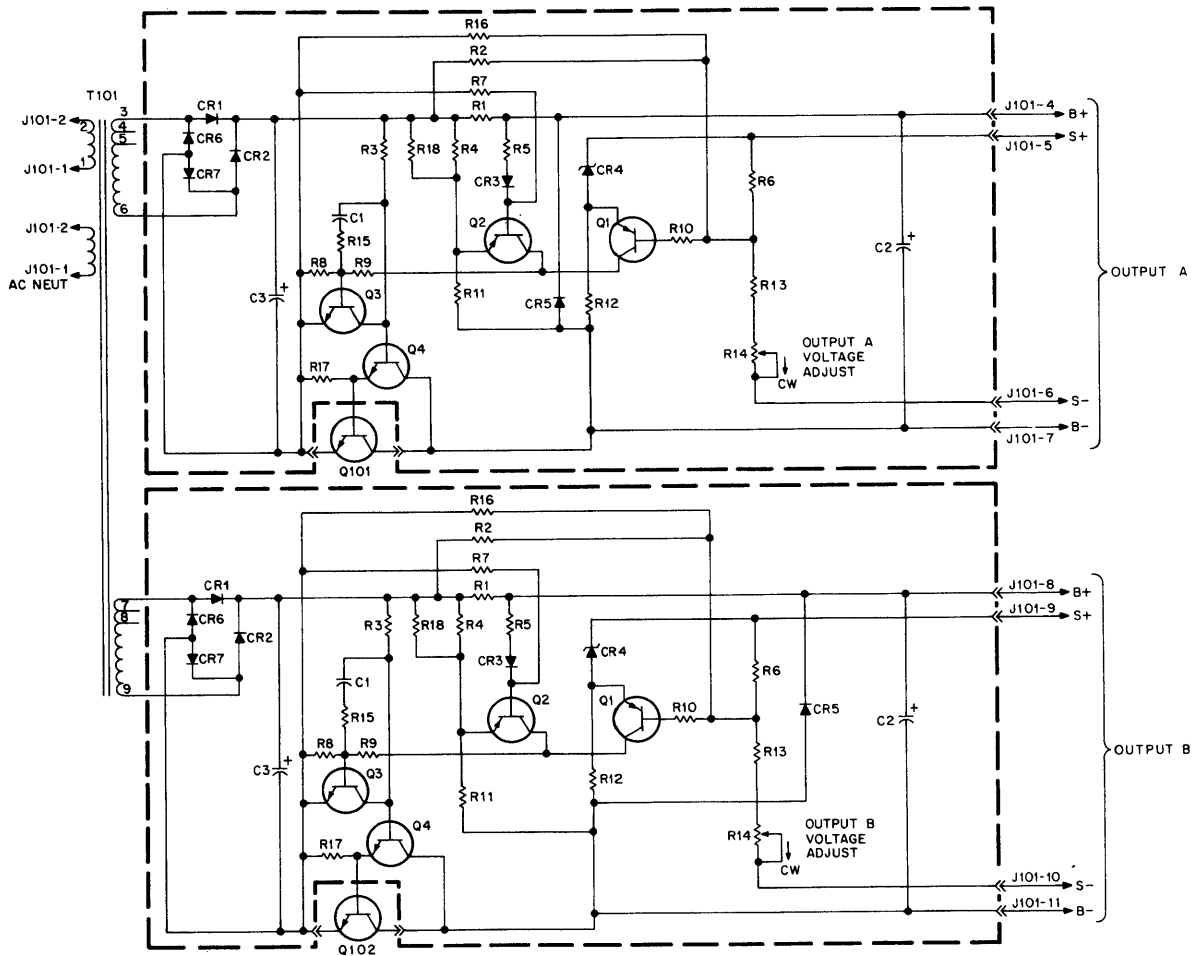 R16
R2
R7
R1
T101
J101-2
2
1
J101-1
J101-2
J101-1
AC NEUT
3
4
5
6
CR1
CR6
CR7
CR2
R3
R18
R4
R5
CR3
CR4
Q2
Q1
R10
R6
C1
R15
R8
R9
Q3
C3
+
R11
CR5
R12
R13
R14
OUTPUT A
VOLTAGE
ADJUST
CW
C2
+
R17
Q4
Q101
J101-4
B+
S+
J101-5
J101-6
S-
B-
J101-7
OUTPUT A
R16
R2
R7
R1
7
8
9
CR1
CR6
CR7
CR2
R3
R18
R4
R5
CR3
CR4
Q2
Q1
R10
R6
CR5
C1
R15
R8
R9
Q3
C3
+
R11
R12
R13
R14
OUTPUT B
VOLTAGE
ADJUST
CW
C2
+
R17
Q4
Q102
J101-8
B+
J101-9
S+
J101-10
S-
J101-11
B-
OUTPUT B